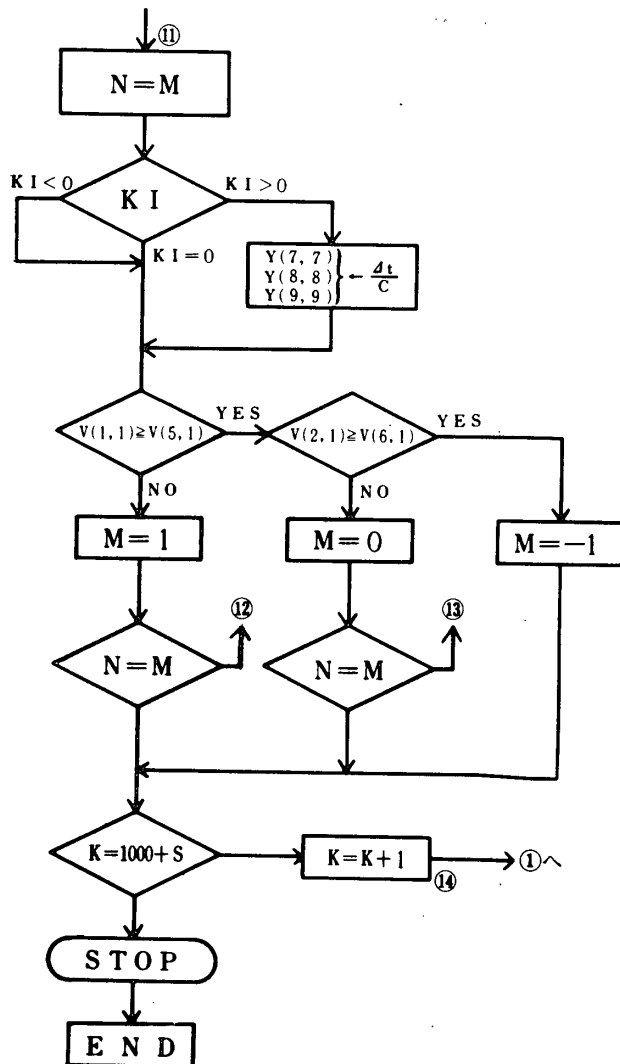 ⑪
N=M
KI<0
KI>0
KI
KI=0
Y(7,7)
Y(8,8)
Y(9,9)
← Δt/C
V(1,1)≧V(5,1)
YES
V(2,1)≧V(6,1)
YES
NO
NO
M=1
M=0
M=-1
⑫
⑬
N=M
N=M
K=1000+S
K=K+1
①へ
⑭
STOP
END